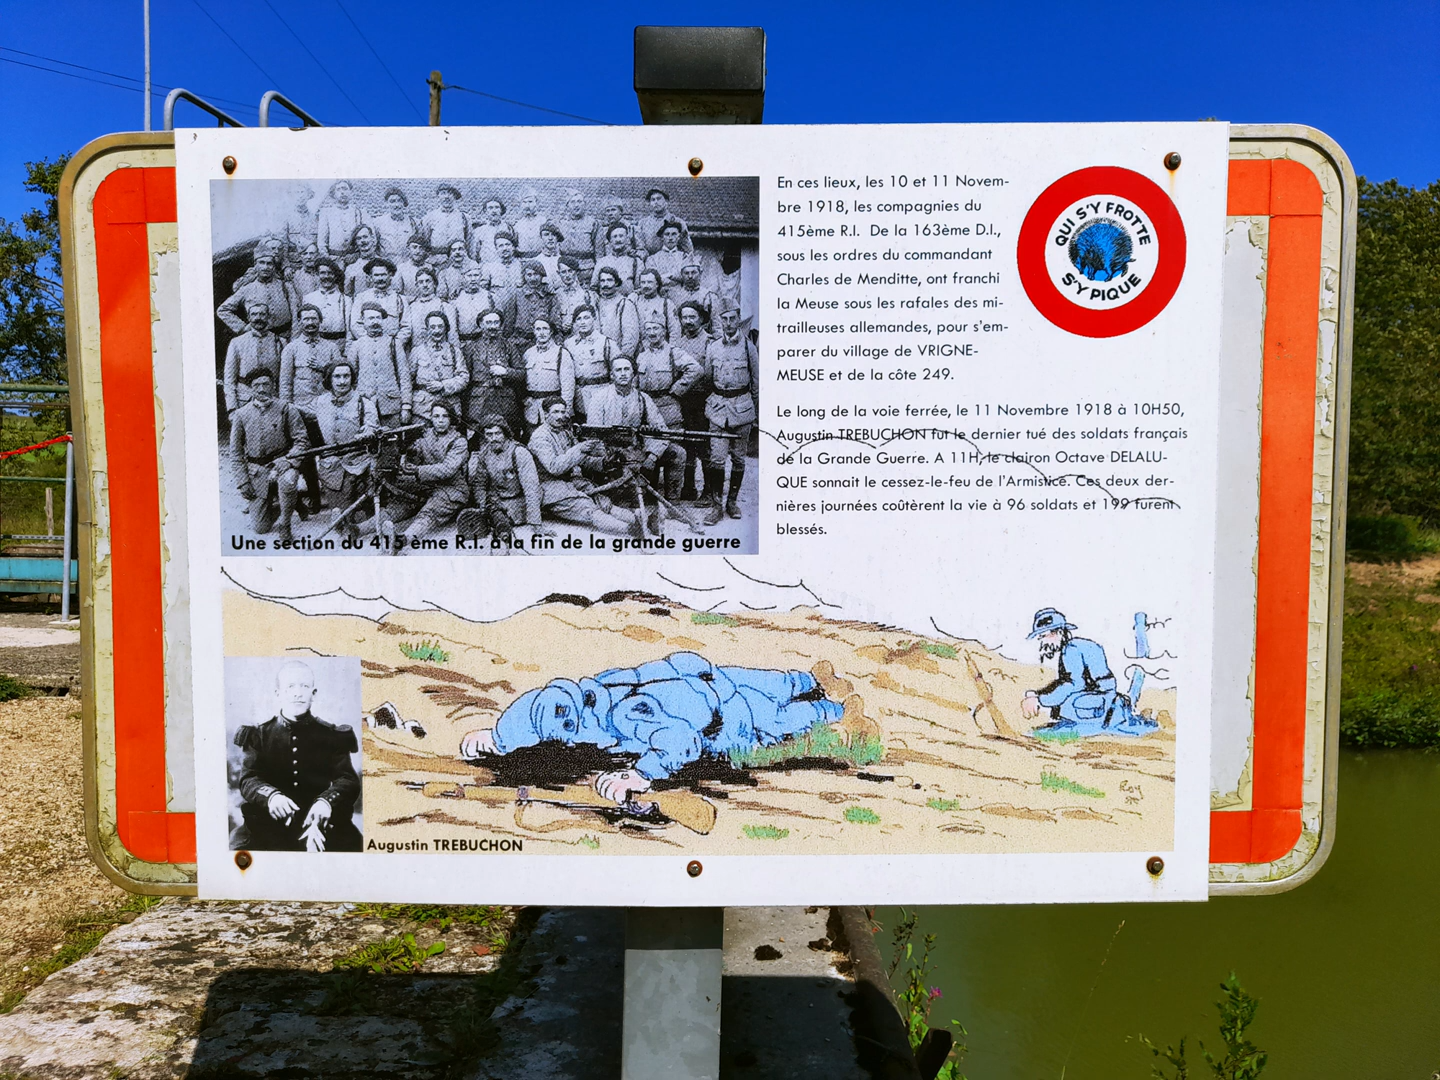 En ces lieux, les 10 et 11 Novem-
bre 1918, les compagnies du
415ème R.I. De la 163ème D.I.,
sous les ordres du commandant
Charles de Menditte, ont franchi
la Meuse sous les rafales des mi-
trailleuses allemandes, pour s'em-
parer du village de VRIGNE-
MEUSE et de la côte 249.
QUI S'Y FROTTE
S'Y PIQUE
Le long de la voie ferrée, le 11 Novembre 1918 à 10H50,
Augustin TREBUCHON fut le dernier tué des soldats français
de la Grande Guerre. A 11H, le clairon Octave DELALU-
QUE sonnait le cessez-le-feu de l'Armistice. Ces deux der-
nières journées coûtèrent la vie à 96 soldats et 199 furent
blessés.
Une section du 415 ème R.I. à la fin de la grande guerre
Augustin TREBUCHON